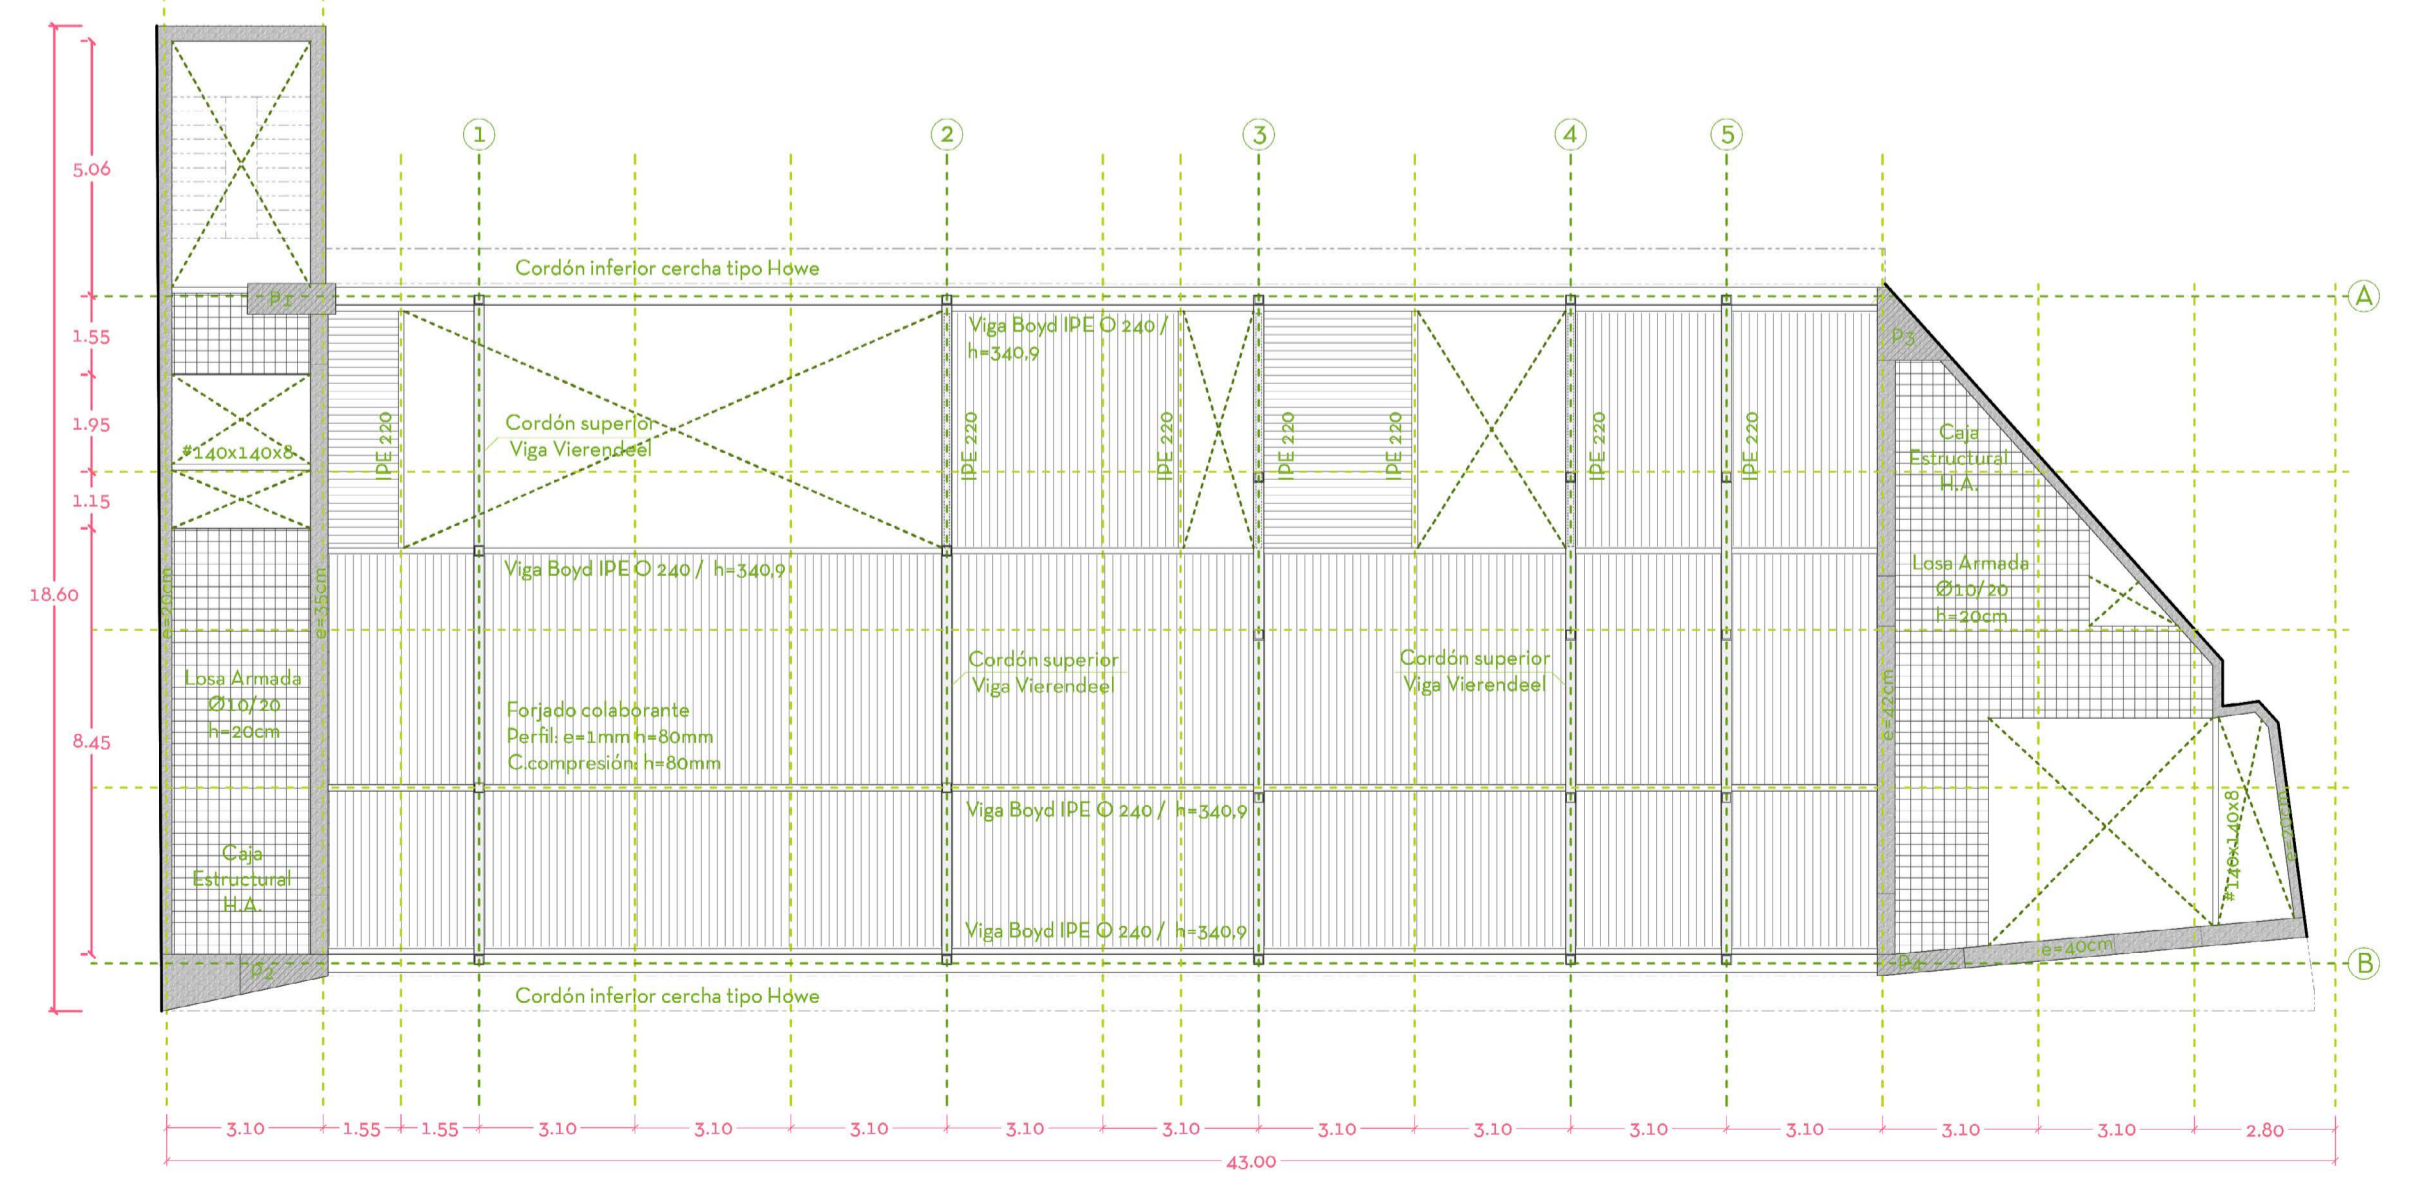 1
2
3
4
5
5.06
Cordón inferior cercha tipo Howe
P1
A
1.55
Viga Boyd IPE O 240 /
h=340,9
P3
1.95
#140x140x8
IPE 220
Cordón superior
Viga Vierendeel
IPE 220
IPE 220
IPE 220
IPE 220
IPE 220
IPE 220
Caja
Estructural
H.A.
1.15
Viga Boyd IPE O 240 / h=340,9
Losa Armada
Ø10/20
h=20cm
18.60
e=20cm
e=35cm
Losa Armada
Ø10/20
h=20cm
Cordón superior
Viga Vierendeel
Cordón superior
Viga Vierendeel
e=42cm
8.45
Forjado colaborante
Perfil: e=1mm h=80mm
C.compresión: h=80mm
Viga Boyd IPE O 240 / h=340,9
#140x140x8
e=20cm
Caja
Estructural
H.A.
Viga Boyd IPE O 240 / h=340,9
e=40cm
P2
P4
B
Cordón inferior cercha tipo Howe
3.10
1.55
1.55
3.10
3.10
3.10
3.10
3.10
3.10
3.10
3.10
3.10
3.10
3.10
2.80
43.00